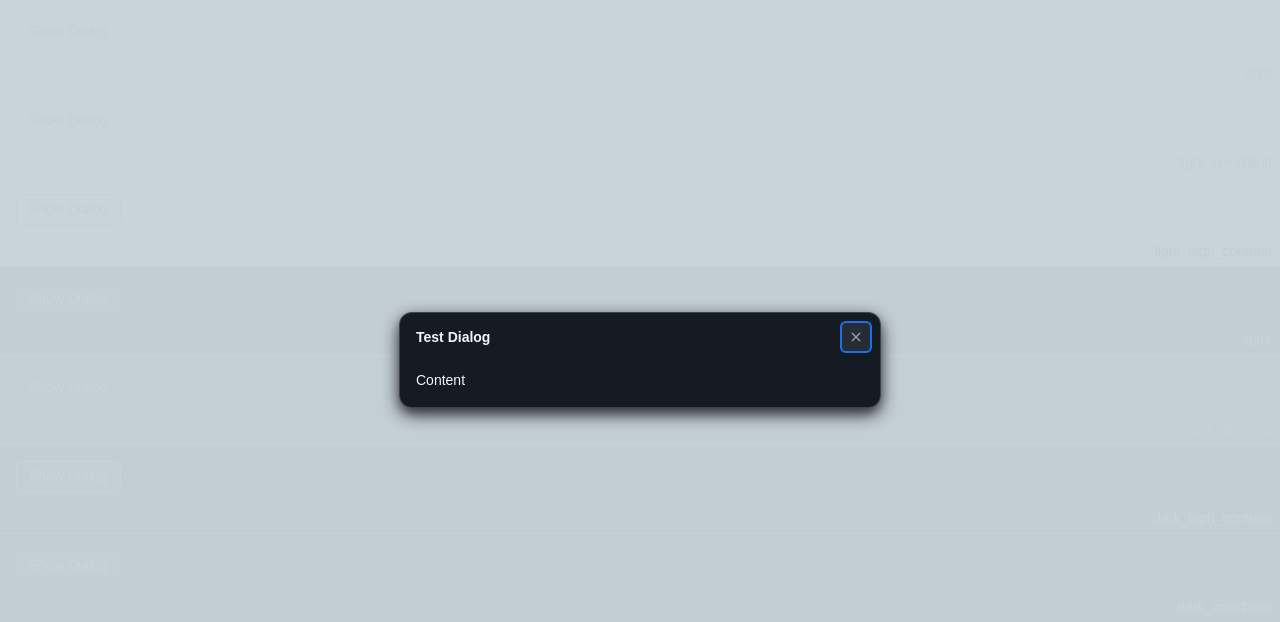 Show Dialog
light
Show Dialog
light_colorblind
Show Dialog
light_high_contrast
Show Dialog
dark
Test Dialog
Content
Show Dialog
dark_dimmed
Show Dialog
dark_high_contrast
Show Dialog
dark_colorblind